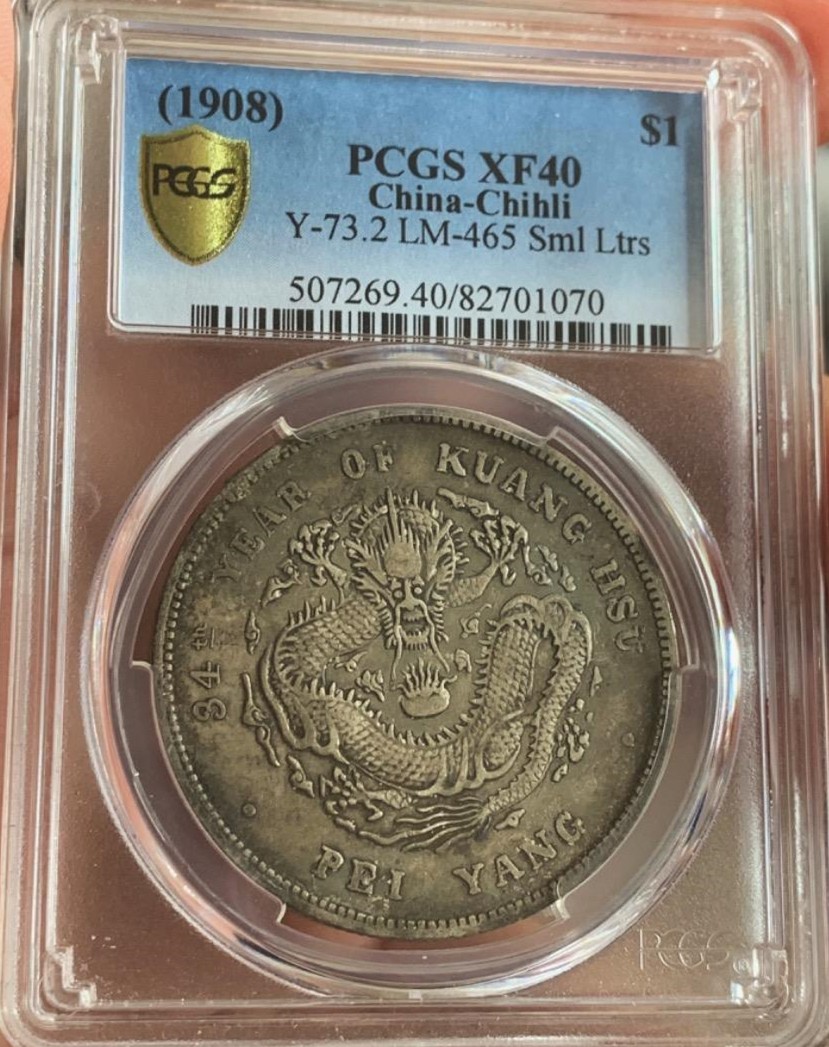 (1908)
$1
PCGS
PCGS XF40
China-Chihli
Y-73.2 LM-465 Sml Ltrs
507269.40/82701070
34th YEAR OF KUANG HSU
PEI YANG
PCGS